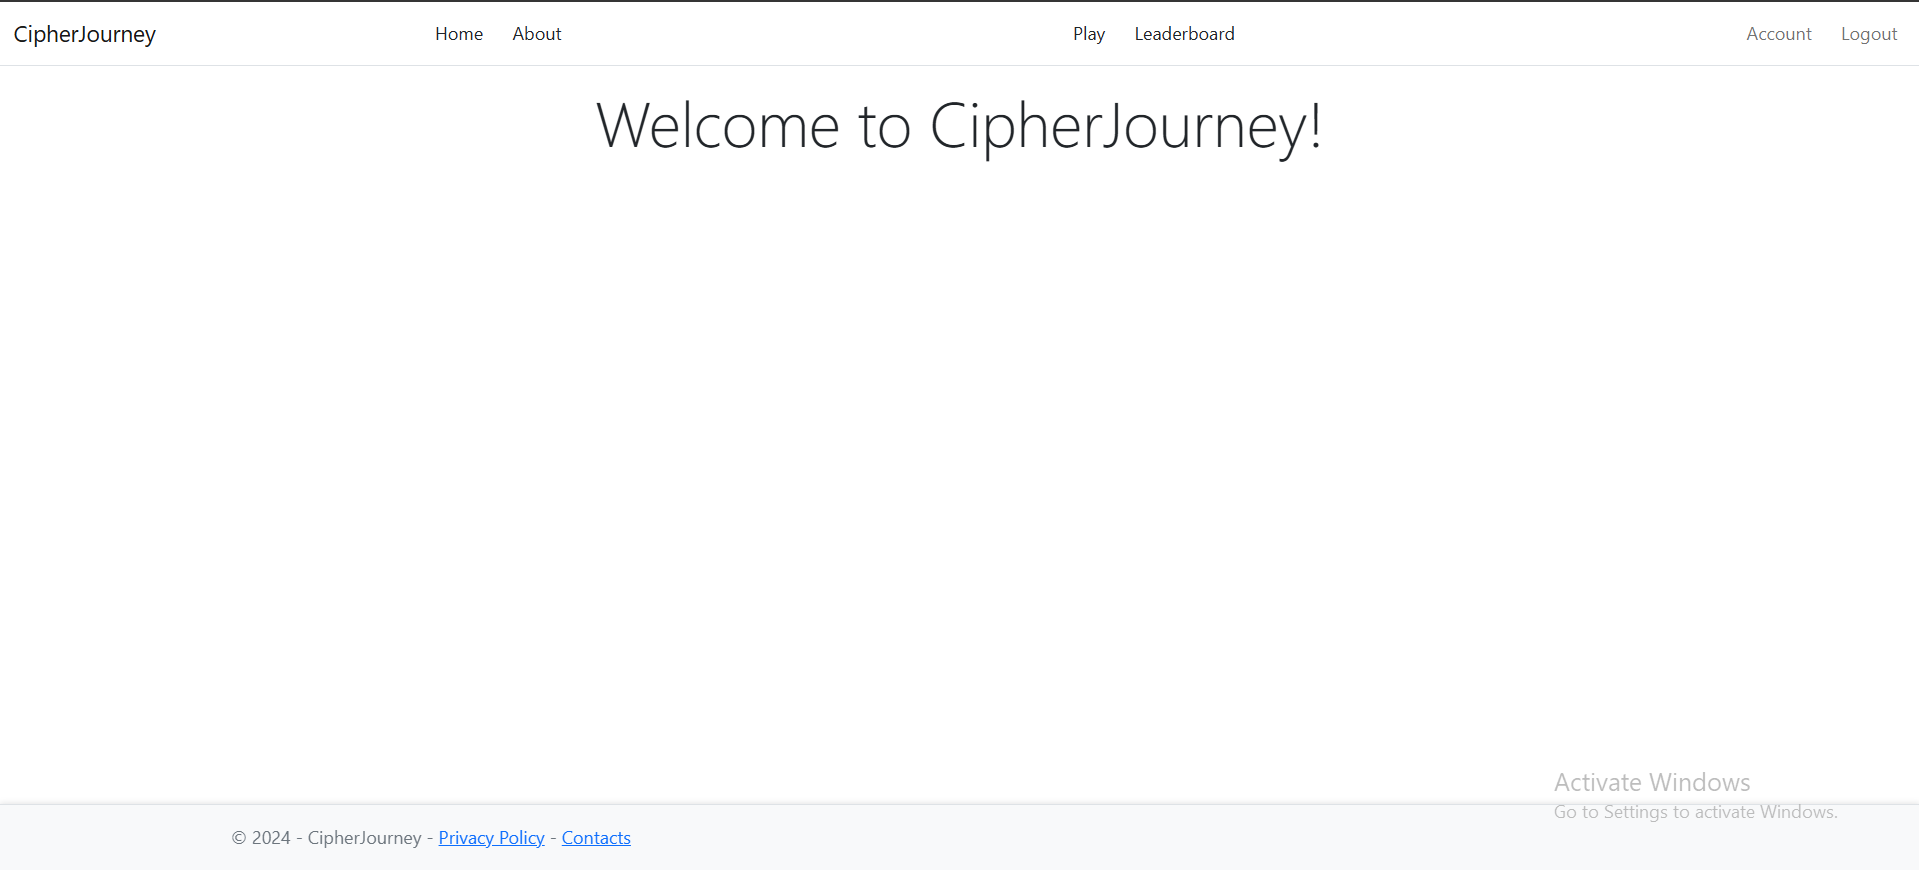 CipherJourney Home About Play Leaderboard Account Logout
Welcome to CipherJourney!
Activate Windows
Go to Settings to activate Windows.
© 2024 - CipherJourney - Privacy Policy - Contacts